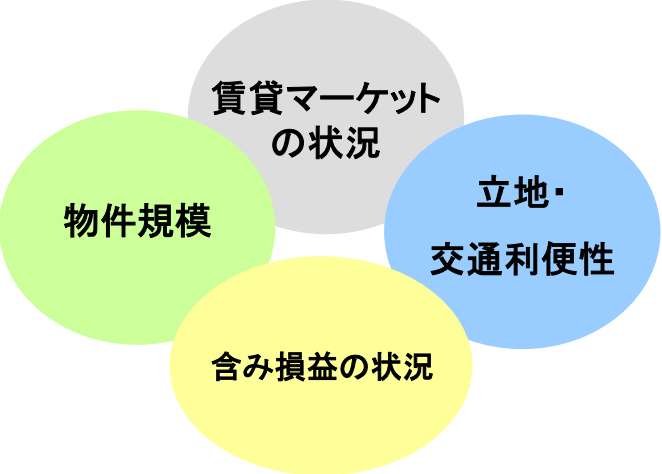 賃貸マーケット
の状況
物件規模
立地・
交通利便性
含み損益の状況